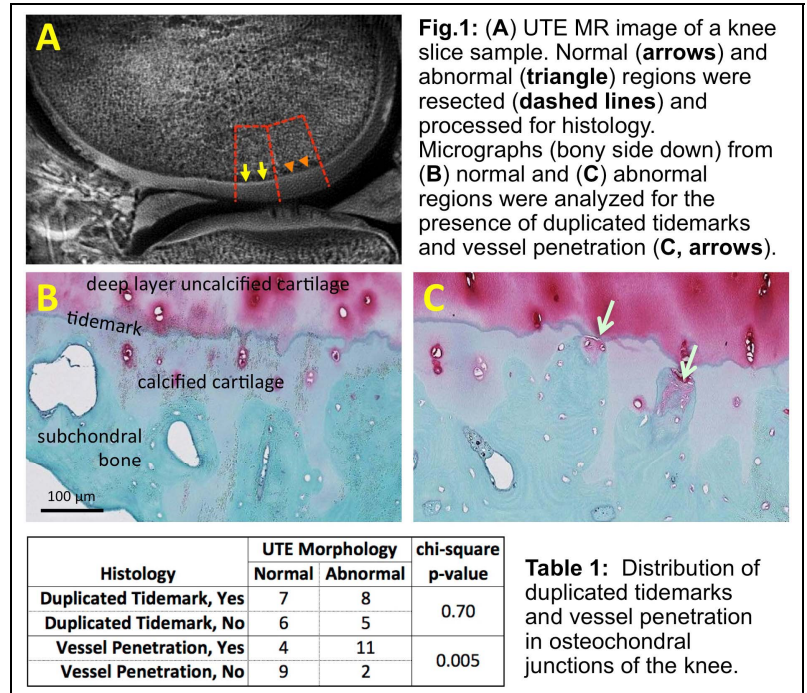 A
Fig.1: (A) UTE MR image of a knee
slice sample. Normal (arrows) and
abnormal (triangle) regions were
resected (dashed lines) and
processed for histology.
Micrographs (bony side down) from
(B) normal and (C) abnormal
regions were analyzed for the
presence of duplicated tidemarks
and vessel penetration (C, arrows).
B
deep layer uncalcified cartilage
tidemark
calcified cartilage
subchondral
bone
100 μm
C
Histology
UTE Morphology
Normal Abnormal
chi-square
p-value
Duplicated Tidemark, Yes 7 8
0.70
Duplicated Tidemark, No 6 5
Vessel Penetration, Yes 4 11
0.005
Vessel Penetration, No 9 2
Table 1: Distribution of
duplicated tidemarks
and vessel penetration
in osteochondral
junctions of the knee.